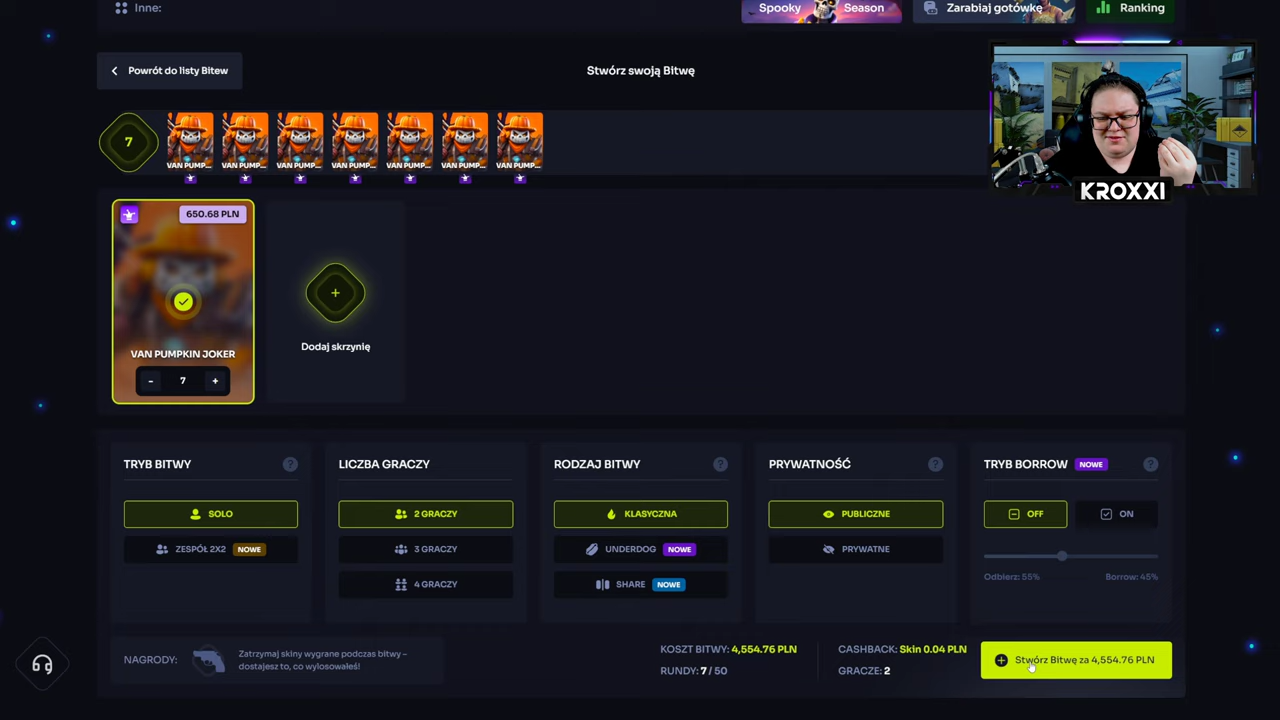 Inne:
Spooky Season
Zarabiaj gotówkę
Ranking
Powrót do listy Bitew
Stwórz swoją Bitwę
7
VAN PUMP...
VAN PUMP...
VAN PUMP...
VAN PUMP...
VAN PUMP...
VAN PUMP...
VAN PUMP...
KROXXI
650.68 PLN
VAN PUMPKIN JOKER
- 7 +
+
Dodaj skrzynię
TRYB BITWY ?
SOLO
ZESPÓŁ 2X2 NOWE
LICZBA GRACZY
2 GRACZY
3 GRACZY
4 GRACZY
RODZAJ BITWY ?
KLASYCZNA
UNDERDOG NOWE
SHARE NOWE
PRYWATNOŚĆ ?
PUBLICZNE
PRYWATNE
TRYB BORROW NOWE ?
OFF
ON
Odbierz: 55%
Borrow: 45%
NAGRODY:
Zatrzymaj skiny wygrane podczas bitwy –
dostajesz to, co wylosowałeś!
KOSZT BITWY: 4,554.76 PLN
RUNDY: 7 / 50
CASHBACK: Skin 0.04 PLN
GRACZE: 2
Stwórz Bitwę za 4,554.76 PLN